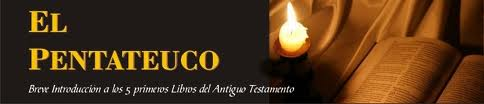 EL
PENTATEUCO
Breve Introducción a los 5 primeros Libros del Antiguo Testamento